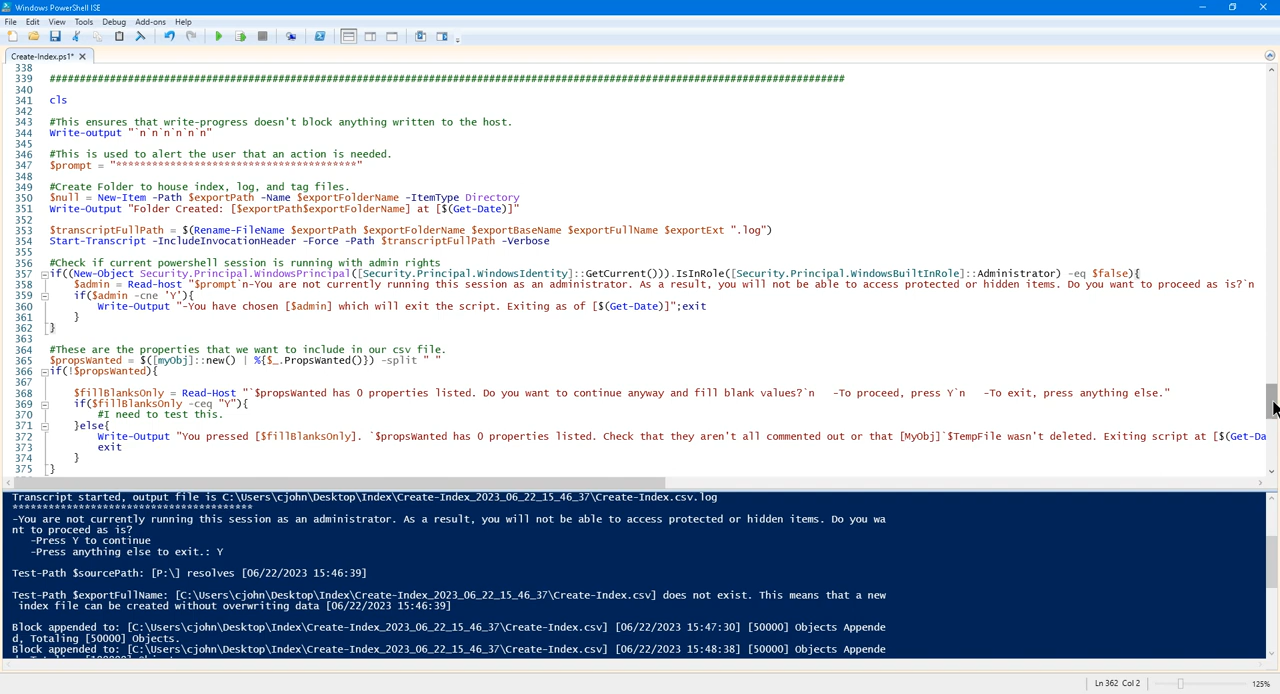 Windows PowerShell ISE
File Edit View Tools Debug Add-ons Help
Create-Index.ps1* X
338
339 ####################################################################################################################################
340
341 cls
342
343 #This ensures that write-progress doesn't block anything written to the host.
344 Write-output "`n`n`n`n`n`n"
345
346 #This is used to alert the user that an action is needed.
347 $prompt = "****************************************"
348
349 #Create Folder to house index, log, and tag files.
350 $null = New-Item -Path $exportPath -Name $exportFolderName -ItemType Directory
351 Write-Output "Folder Created: [$exportPath$exportFolderName] at [$(Get-Date)]"
352
353 $transcriptFullPath = $(Rename-FileName $exportPath $exportFolderName $exportBaseName $exportFullName $exportExt ".log")
354 Start-Transcript -IncludeInvocationHeader -Force -Path $transcriptFullPath -Verbose
355
356 #Check if current powershell session is running with admin rights
357 if((New-Object Security.Principal.WindowsPrincipal([Security.Principal.WindowsIdentity]::GetCurrent())).IsInRole([Security.Principal.WindowsBuiltInRole]::Administrator) -eq $false){
358 $admin = Read-host "$prompt`n-You are not currently running this session as an administrator. As a result, you will not be able to access protected or hidden items. Do you want to proceed as is?`n
359 if($admin -cne 'Y'){
360 Write-Output "-You have chosen [$admin] which will exit the script. Exiting as of [$(Get-Date)]";exit
361 }
362 }
363
364 #These are the properties that we want to include in our csv file.
365 $propsWanted = $([myObj]::new() | %{$_.PropsWanted()}) -split " "
366 if(!$propsWanted){
367
368 $fillBlanksOnly = Read-Host "`$propsWanted has 0 properties listed. Do you want to continue anyway and fill blank values?`n -To proceed, press Y`n -To exit, press anything else."
369 if($fillBlanksOnly -ceq "Y"){
370 #I need to test this.
371 }else{
372 Write-Output "You pressed [$fillBlanksOnly]. `$propsWanted has 0 properties listed. Check that they aren't all commented out or that [MyObj]`$TempFile wasn't deleted. Exiting script at [$(Get-Da
373 exit
374 }
375 }
Transcript started, output file is C:\Users\cjohn\Desktop\Index\Create-Index_2023_06_22_15_46_37\Create-Index.csv.log
****************************************
-You are not currently running this session as an administrator. As a result, you will not be able to access protected or hidden items. Do you wa
nt to proceed as is?
-Press Y to continue
-Press anything else to exit.: Y
Test-Path $sourcePath: [P:\] resolves [06/22/2023 15:46:39]
Test-Path $exportFullName: [C:\Users\cjohn\Desktop\Index\Create-Index_2023_06_22_15_46_37\Create-Index.csv] does not exist. This means that a new
index file can be created without overwriting data [06/22/2023 15:46:39]
Block appended to: [C:\Users\cjohn\Desktop\Index\Create-Index_2023_06_22_15_46_37\Create-Index.csv] [06/22/2023 15:47:30] [50000] Objects Appende
d, Totaling [50000] Objects.
Block appended to: [C:\Users\cjohn\Desktop\Index\Create-Index_2023_06_22_15_46_37\Create-Index.csv] [06/22/2023 15:48:38] [50000] Objects Appende
Ln 362 Col 2 125%